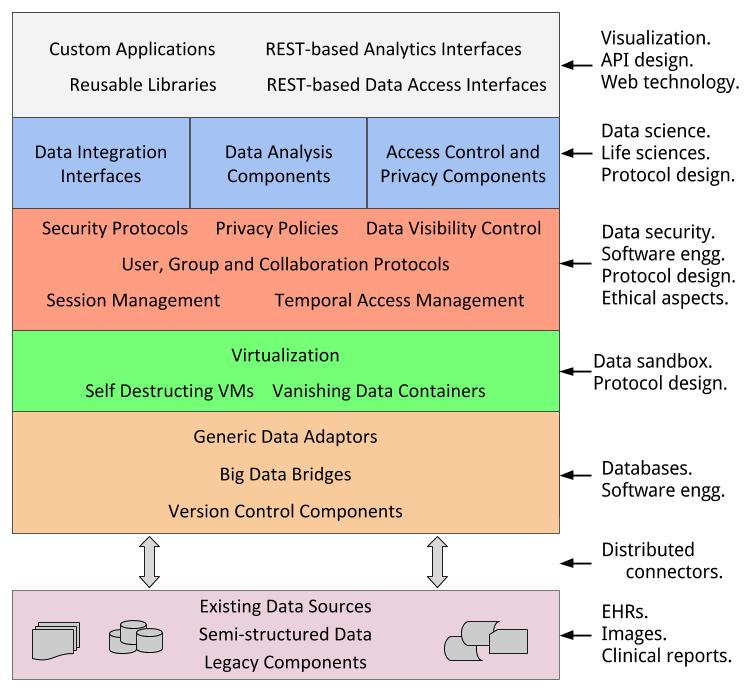 Custom Applications REST-based Analytics Interfaces
Reusable Libraries REST-based Data Access Interfaces
Visualization.
API design.
Web technology.
Data Integration
Interfaces
Data Analysis
Components
Access Control and
Privacy Components
Data science.
Life sciences.
Protocol design.
Security Protocols Privacy Policies Data Visibility Control
User, Group and Collaboration Protocols
Session Management Temporal Access Management
Data security.
Software engg.
Protocol design.
Ethical aspects.
Virtualization
Self Destructing VMs Vanishing Data Containers
Data sandbox.
Protocol design.
Generic Data Adaptors
Big Data Bridges
Version Control Components
Databases.
Software engg.
Distributed
connectors.
Existing Data Sources
Semi-structured Data
Legacy Components
EHRs.
Images.
Clinical reports.